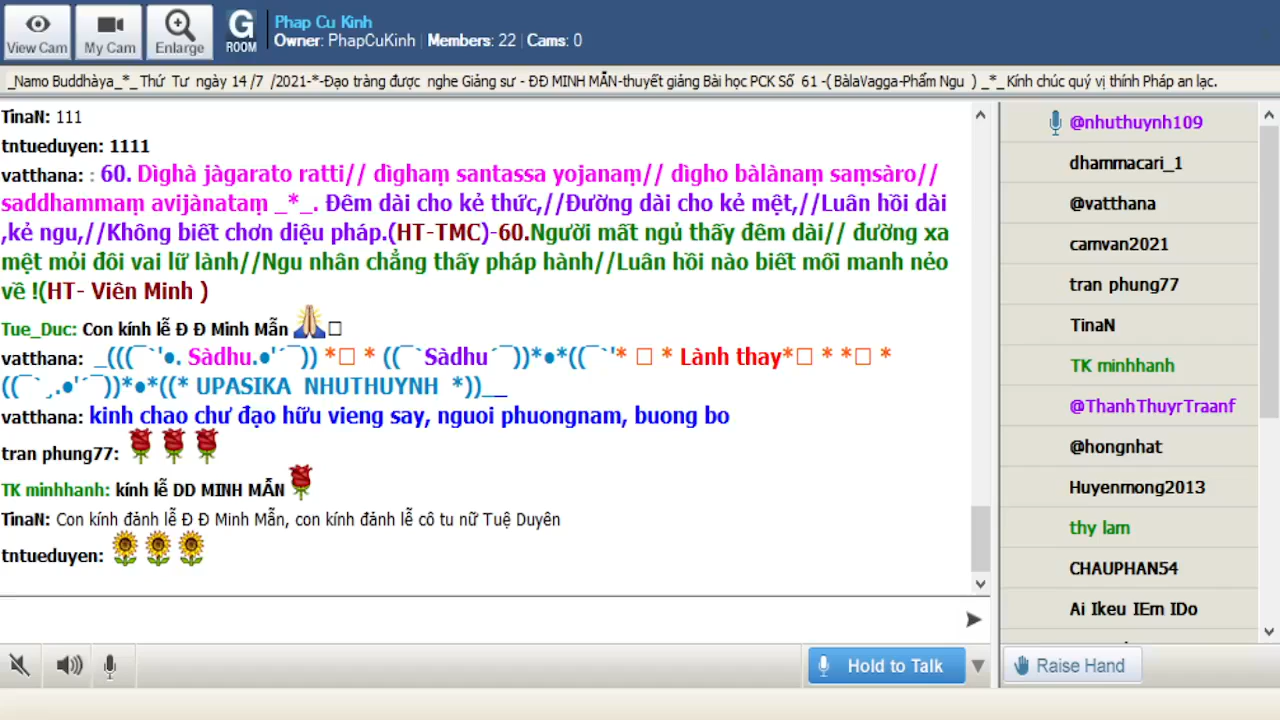 View Cam
My Cam
Enlarge
G
ROOM
Phap Cu Kinh
Owner: PhapCuKinh | Members: 22 | Cams: 0
_Namo Buddhàya_*_Thứ Tư ngày 14 /7 /2021-*-Đạo tràng được nghe Giảng sư - ĐĐ MINH MẪN-thuyết giảng Bài học PCK Số 61 -( BàlaVagga-Phẩm Ngu ) _*_Kính chúc quý vị thính Pháp an lạc.
TinaN: 111
tntueduyen: 1111
vatthana: : 60. Dìghà jàgarato ratti// dìghaṃ santassa yojanaṃ// dìgho bàlànaṃ saṃsàro//
saddhammaṃ avijànataṃ _*_. Đêm dài cho kẻ thức,//Đường dài cho kẻ mệt,//Luân hồi dài
,kẻ ngu,//Không biết chơn diệu pháp.(HT-TMC)-60.Người mất ngủ thấy đêm dài// đường xa
mệt mỏi đôi vai lữ lành//Ngu nhân chẳng thấy pháp hành//Luân hồi nào biết mối manh nẻo
về !(HT- Viên Minh )
Tue_Duc: Con kính lễ Đ Đ Minh Mẫn 🙏□
vatthana: _(((¯`'●. Sàdhu.●'´¯)) *□ * ((¯`Sàdhu´¯))*●*((¯`'* □ * Lành thay*□ * *□ *
((¯`¸.●'´¯))*●*((* UPASIKA NHUTHUYNH *))__
vatthana: kinh chao chư đạo hữu vieng say, nguoi phuongnam, buong bo
tran phung77: 🌹🌹🌹
TK minhhanh: kính lễ DD MINH MẪN🌹
TinaN: Con kính đảnh lễ Đ Đ Minh Mẫn, con kính đảnh lễ cô tu nữ Tuệ Duyên
tntueduyen: 🌻🌻🌻
@nhuthuynh109
dhammacari_1
@vatthana
camvan2021
tran phung77
TinaN
TK minhhanh
@ThanhThuyrTraanf
@hongnhat
Huyenmong2013
thy lam
CHAUPHAN54
Ai Ikeu IEm IDo
Hold to Talk
Raise Hand